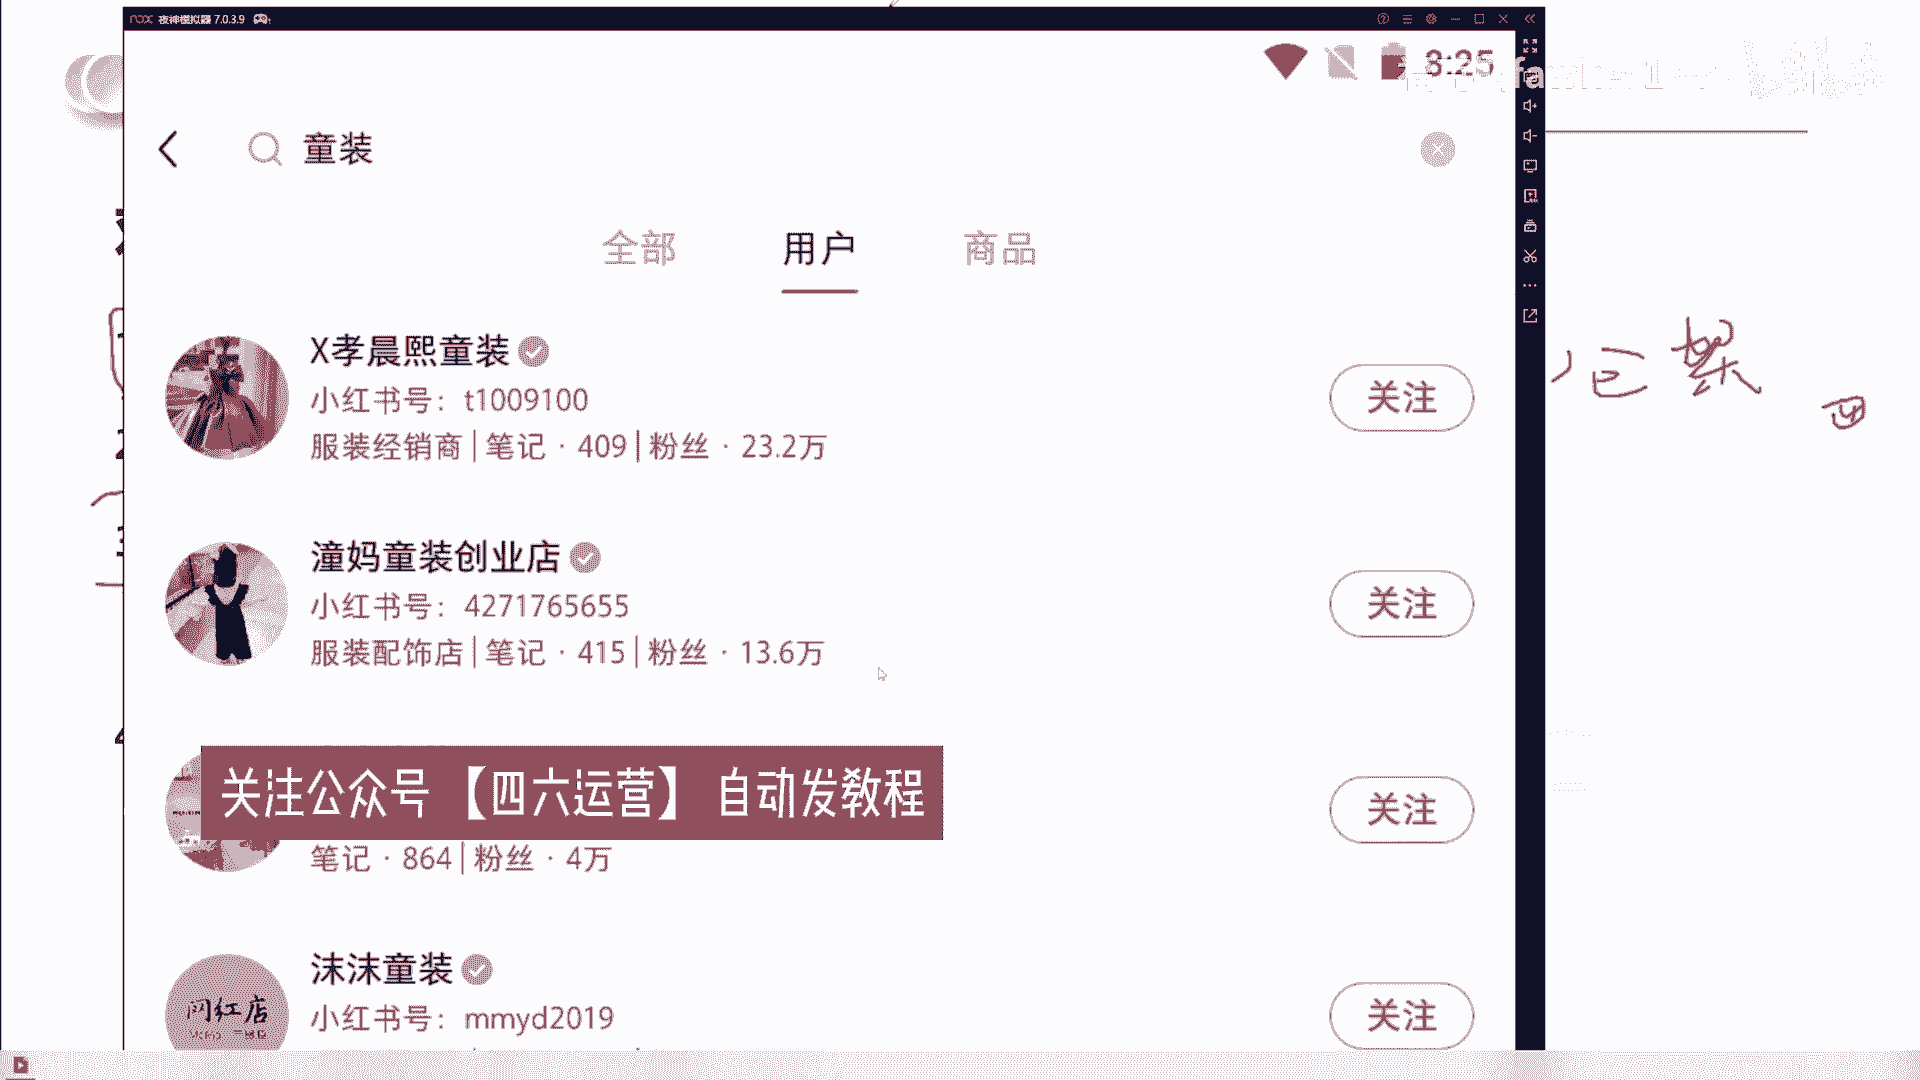 nox 夜神模拟器 7.0.3.9
8:25
童装
全部 用户 商品
X孝晨熙童装
小红书号：t1009100
服装经销商 | 笔记 · 409 | 粉丝 · 23.2万
关注
潼妈童装创业店
小红书号：4271765655
服装配饰店 | 笔记 · 415 | 粉丝 · 13.6万
关注
关注公众号【四六运营】自动发教程
笔记 · 864 | 粉丝 · 4万
关注
沫沫童装
小红书号：mmyd2019
关注
网红店